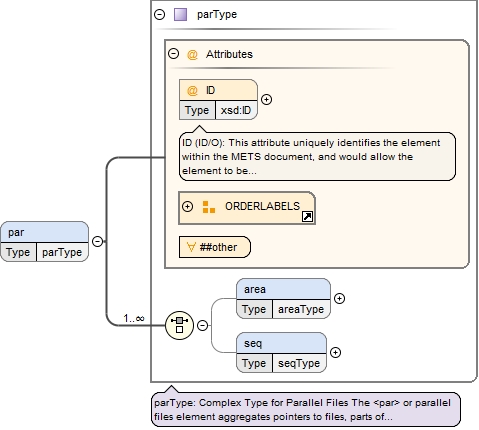 parType
Attributes
@ ID
Type xsd:ID
ID (ID/O): This attribute uniquely identifies the element
within the METS document, and would allow the
element to be...
ORDERLABELS
##other
par
Type parType
1..∞
area
Type areaType
seq
Type seqType
parType: Complex Type for Parallel Files The <par> or parallel
files element aggregates pointers to files, parts of...